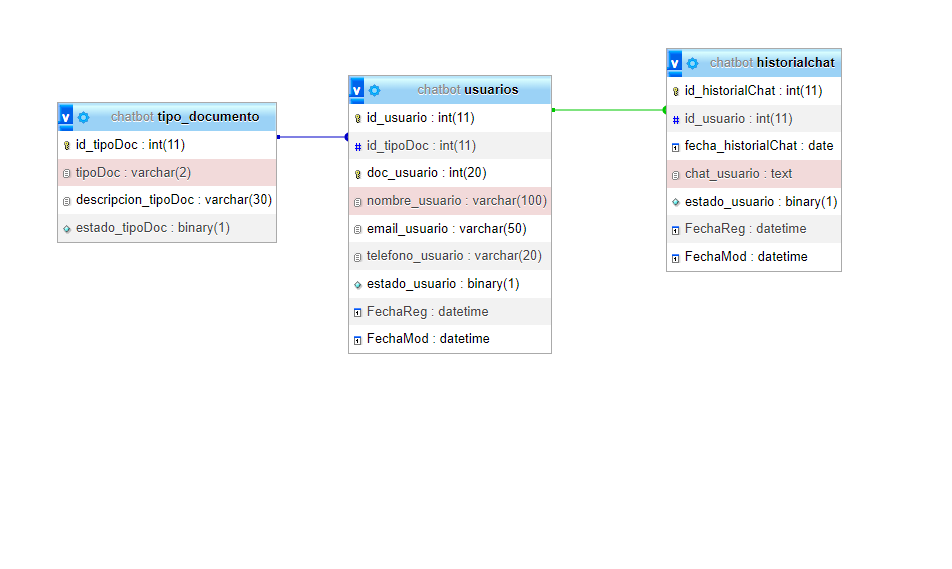 chatbot tipo_documento
id_tipoDoc : int(11)
tipoDoc : varchar(2)
descripcion_tipoDoc : varchar(30)
estado_tipoDoc : binary(1)
chatbot usuarios
id_usuario : int(11)
id_tipoDoc : int(11)
doc_usuario : int(20)
nombre_usuario : varchar(100)
email_usuario : varchar(50)
telefono_usuario : varchar(20)
estado_usuario : binary(1)
FechaReg : datetime
FechaMod : datetime
chatbot historialchat
id_historialChat : int(11)
id_usuario : int(11)
fecha_historialChat : date
chat_usuario : text
estado_usuario : binary(1)
FechaReg : datetime
FechaMod : datetime